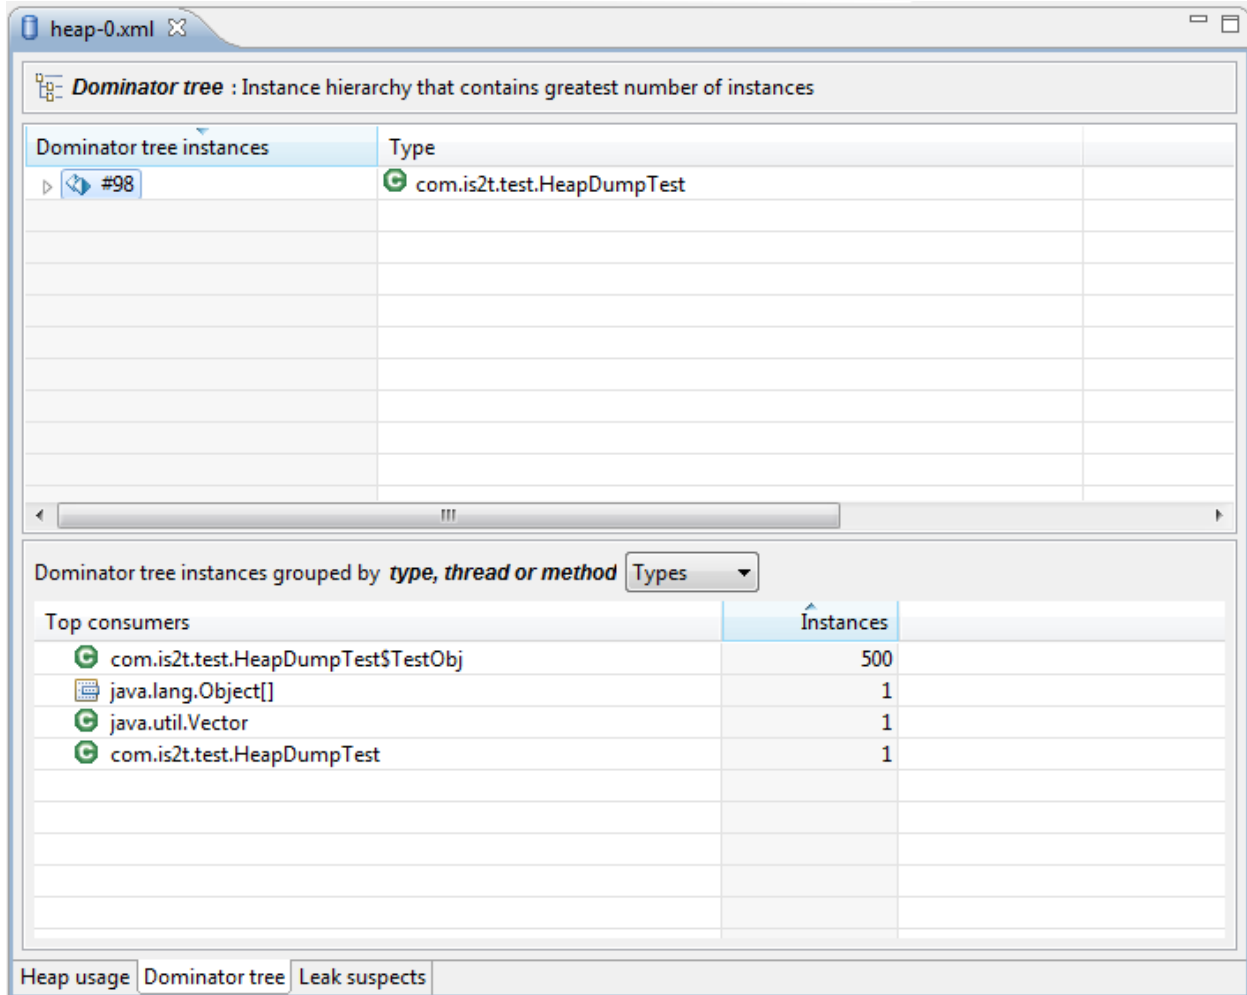 heap-0.xml
Dominator tree : Instance hierarchy that contains greatest number of instances
Dominator tree instances Type
#98 com.is2t.test.HeapDumpTest
Dominator tree instances grouped by type, thread or method Types
Top consumers Instances
com.is2t.test.HeapDumpTest$TestObj 500
java.lang.Object[] 1
java.util.Vector 1
com.is2t.test.HeapDumpTest 1
Heap usage Dominator tree Leak suspects